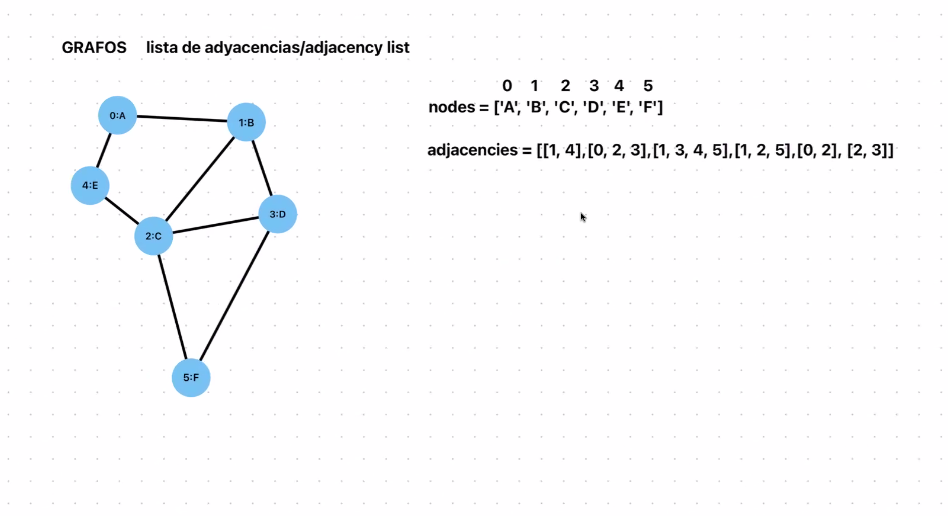 GRAFOS lista de adyacencias/adjacency list
0 1 2 3 4 5
nodes = ['A', 'B', 'C', 'D', 'E', 'F']
adjacencies = [[1, 4],[0, 2, 3],[1, 3, 4, 5],[1, 2, 5],[0, 2], [2, 3]]
0:A
1:B
4:E
3:D
2:C
5:F